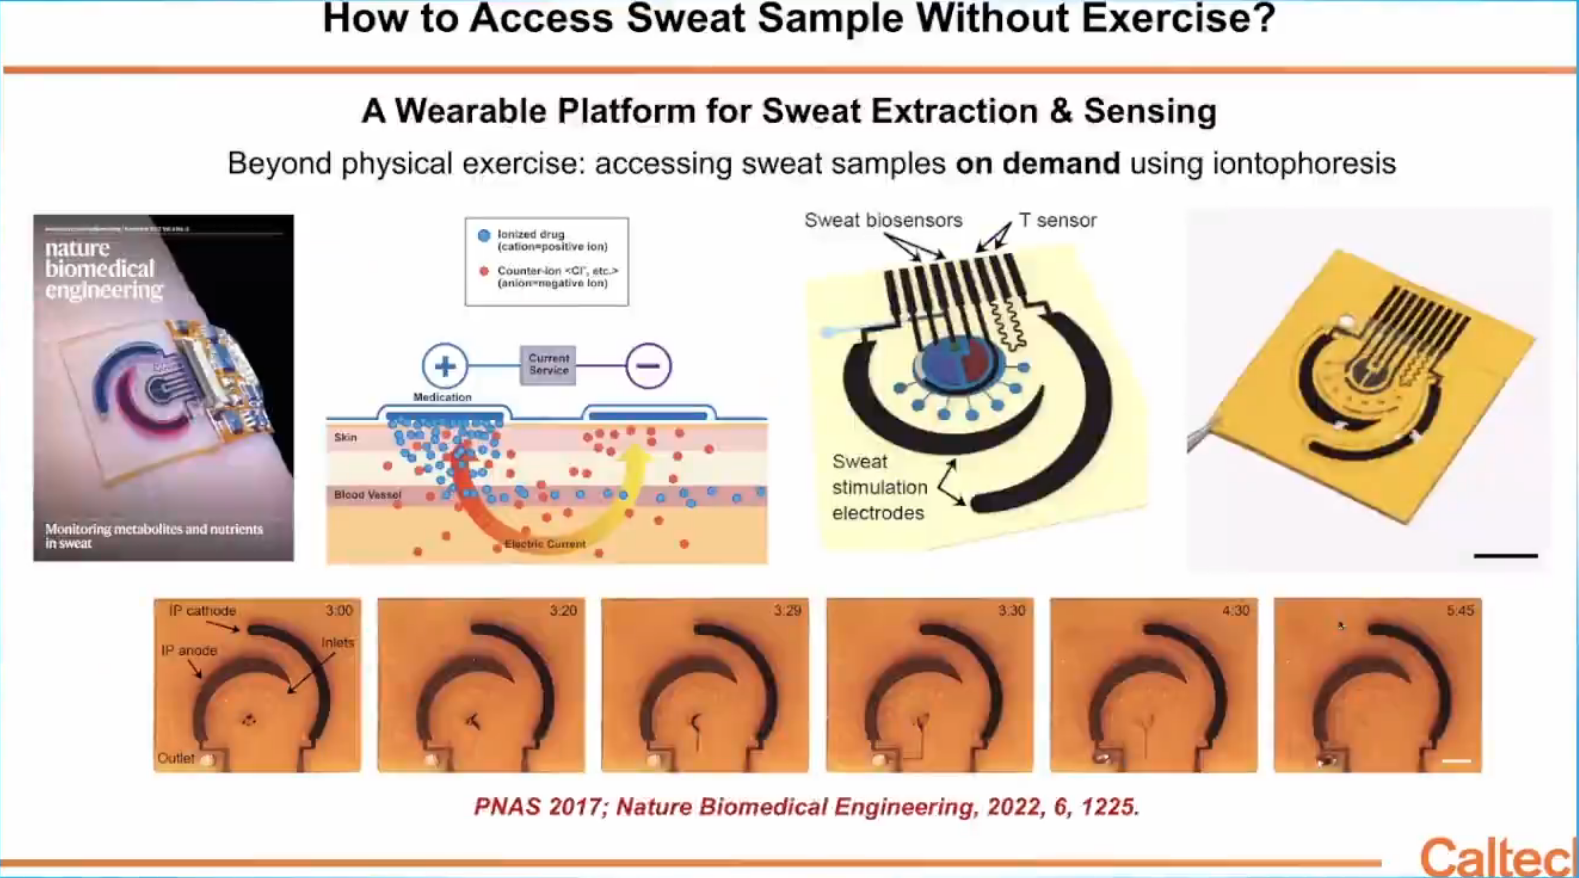 How to Access Sweat Sample Without Exercise?
A Wearable Platform for Sweat Extraction & Sensing
Beyond physical exercise: accessing sweat samples on demand using iontophoresis
nature
biomedical
engineering
Monitoring metabolites and nutrients
in sweat
Ionized drug
(cation=positive ion)
Counter-ion <Cl⁻, etc.>
(anion=negative ion)
+
Current
Service
−
Medication
Skin
Blood Vessel
Electric Current
Sweat biosensors
T sensor
Sweat
stimulation
electrodes
IP cathode
3:00
IP anode
Inlets
Outlet
3:20
3:29
3:30
4:30
5:45
PNAS 2017; Nature Biomedical Engineering, 2022, 6, 1225.
Caltec